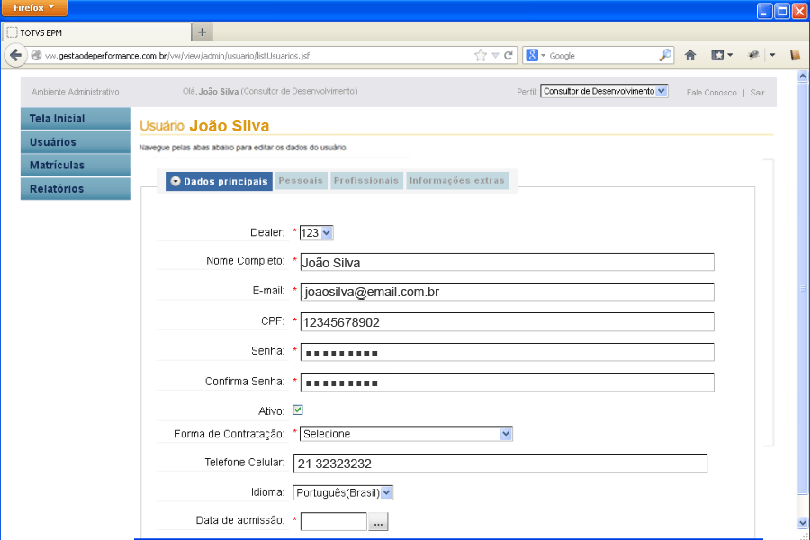 Firefox
TOTVS EPM
vw.gestaodeperformance.com.br/vw/view/admin/usuario/listUsuarios.jsf
Google
Ambiente Administrativo
Olá, João Silva (Consultor de Desenvolvimento)
Perfil Consultor de Desenvolvimento
Fale Conosco | Sair
Tela Inicial
Usuários
Matrículas
Relatórios
Usuário João Silva
Navegue pelas abas abaixo para editar os dados do usuário
Dados principais
Pessoais
Profissionais
Informações extras
Dealer: * 123
Nome Completo: * João Silva
E-mail: * joaosilva@email.com.br
CPF: * 12345678902
Senha: *
Confirma Senha: *
Ativo:
Forma de Contratação: * Selecione
Telefone Celular: 21 32323232
Idioma: Português(Brasil)
Data de admissão: * ...